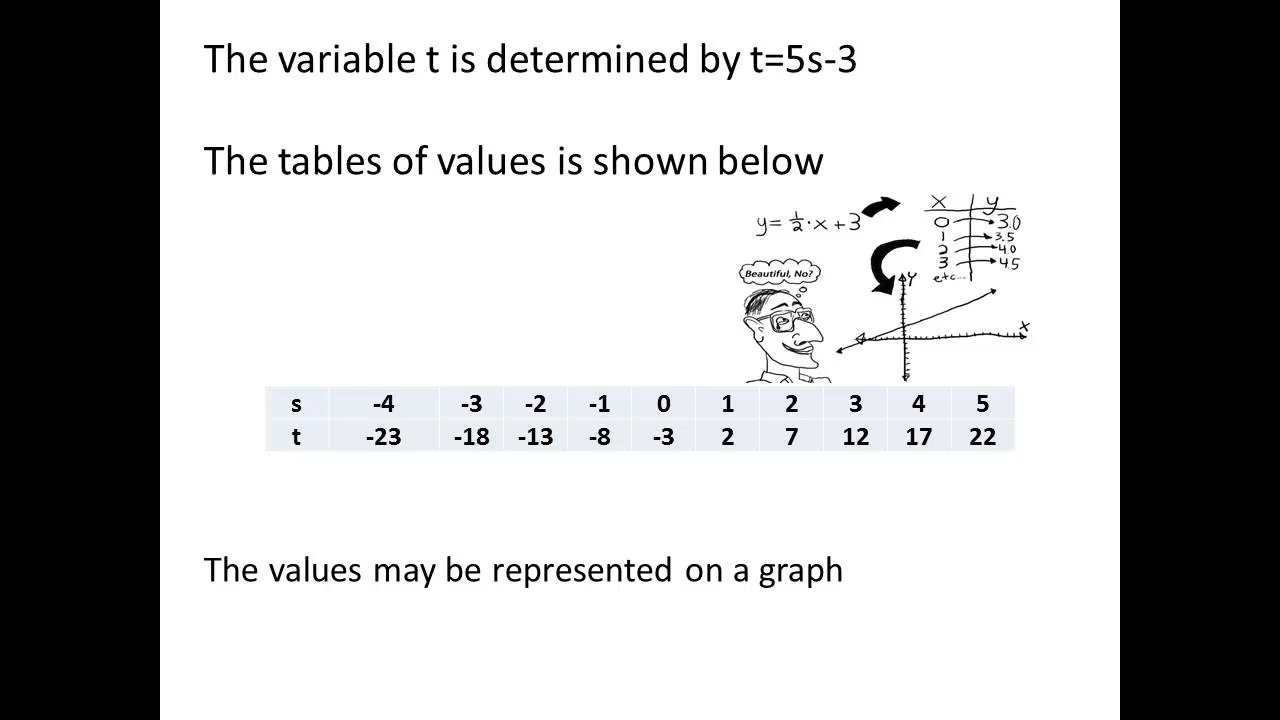 The variable t is determined by t=5s-3
The tables of values is shown below
y= 1/2 · x + 3
x y
0 3.0
1 3.5
2 4.0
3 4.5
etc...
Beautiful, No?
y
x
s -4 -3 -2 -1 0 1 2 3 4 5
t -23 -18 -13 -8 -3 2 7 12 17 22
The values may be represented on a graph